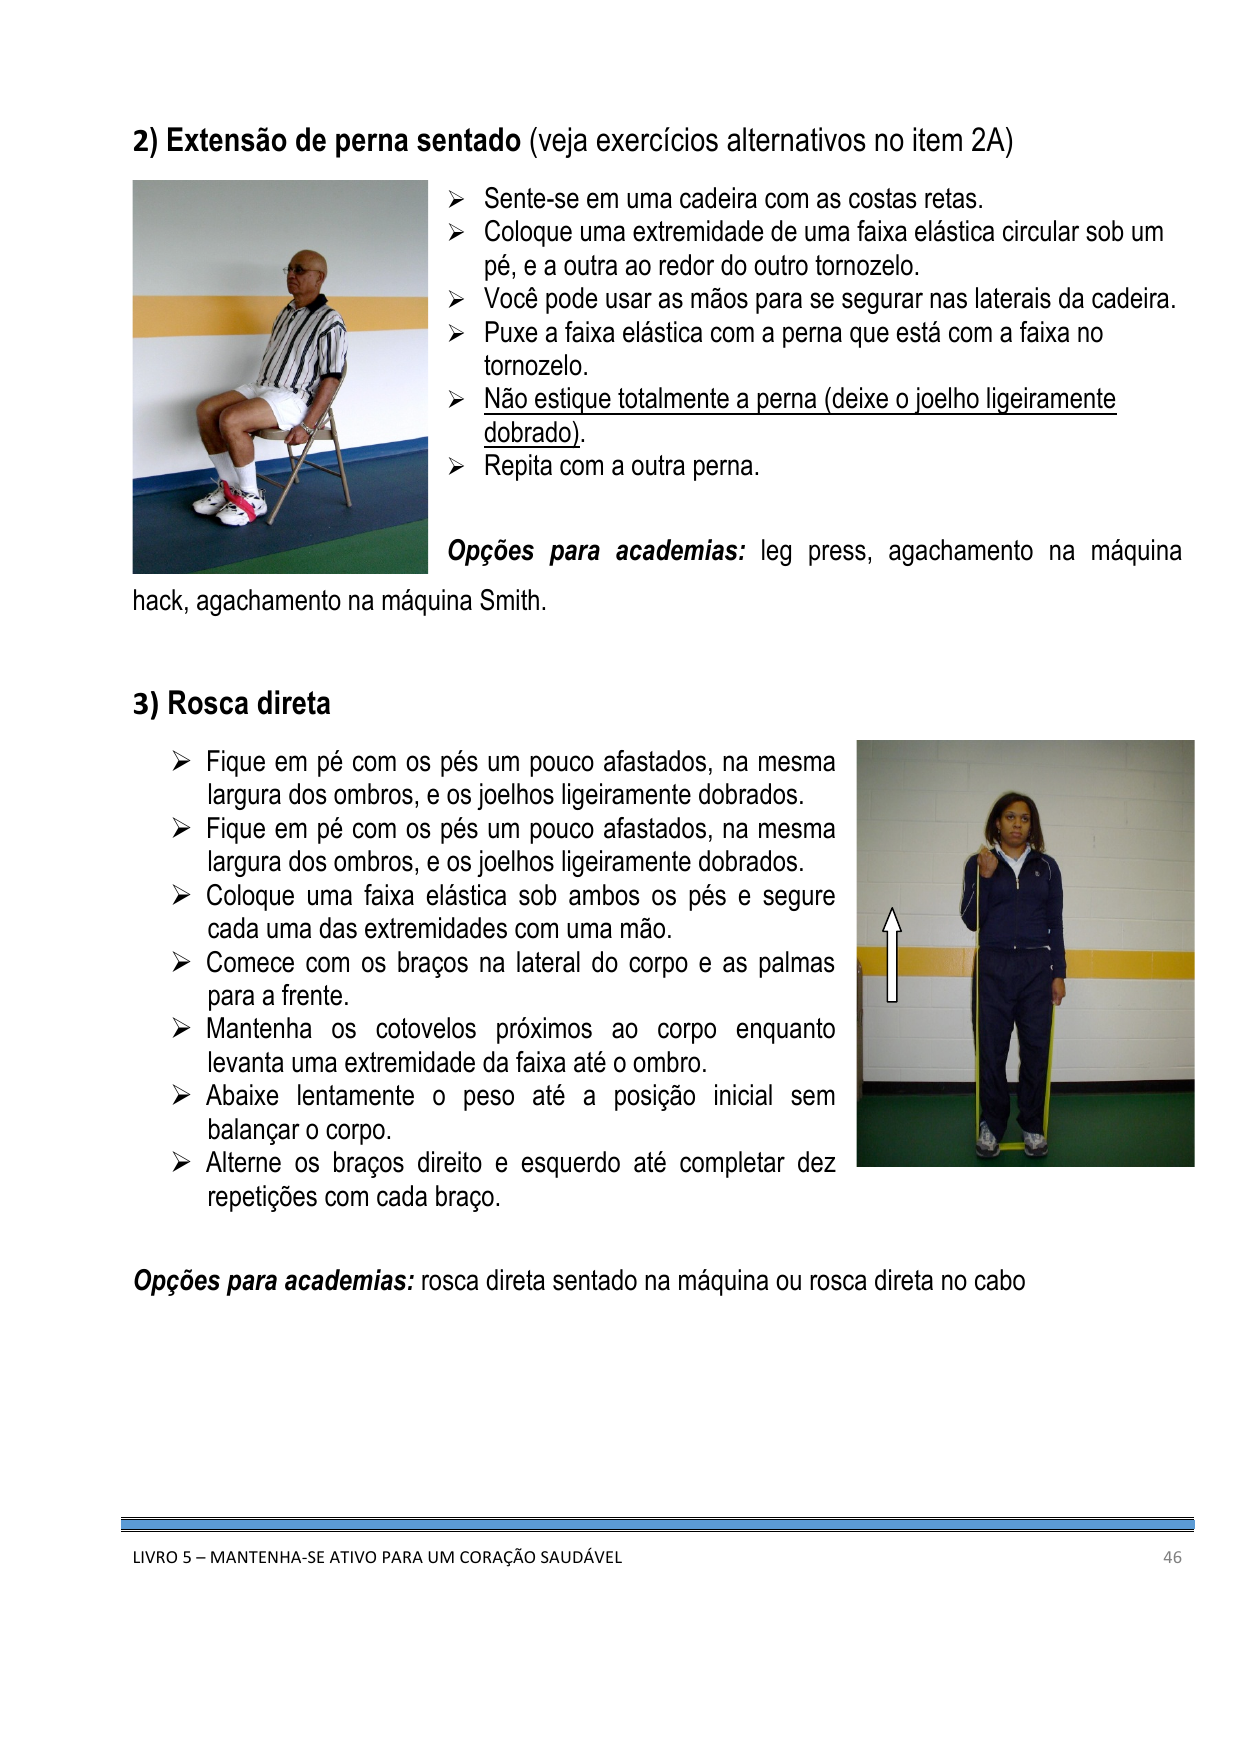 2) Extensão de perna sentado (veja exercícios alternativos no item 2A)
➢ Sente-se em uma cadeira com as costas retas.
➢ Coloque uma extremidade de uma faixa elástica circular sob um
pé, e a outra ao redor do outro tornozelo.
➢ Você pode usar as mãos para se segurar nas laterais da cadeira.
➢ Puxe a faixa elástica com a perna que está com a faixa no
tornozelo.
➢ Não estique totalmente a perna (deixe o joelho ligeiramente
dobrado).
➢ Repita com a outra perna.
Opções para academias: leg press, agachamento na máquina
hack, agachamento na máquina Smith.
3) Rosca direta
➢ Fique em pé com os pés um pouco afastados, na mesma
largura dos ombros, e os joelhos ligeiramente dobrados.
➢ Fique em pé com os pés um pouco afastados, na mesma
largura dos ombros, e os joelhos ligeiramente dobrados.
➢ Coloque uma faixa elástica sob ambos os pés e segure
cada uma das extremidades com uma mão.
➢ Comece com os braços na lateral do corpo e as palmas
para a frente.
➢ Mantenha os cotovelos próximos ao corpo enquanto
levanta uma extremidade da faixa até o ombro.
➢ Abaixe lentamente o peso até a posição inicial sem
balançar o corpo.
➢ Alterne os braços direito e esquerdo até completar dez
repetições com cada braço.
Opções para academias: rosca direta sentado na máquina ou rosca direta no cabo
LIVRO 5 – MANTENHA-SE ATIVO PARA UM CORAÇÃO SAUDÁVEL
46